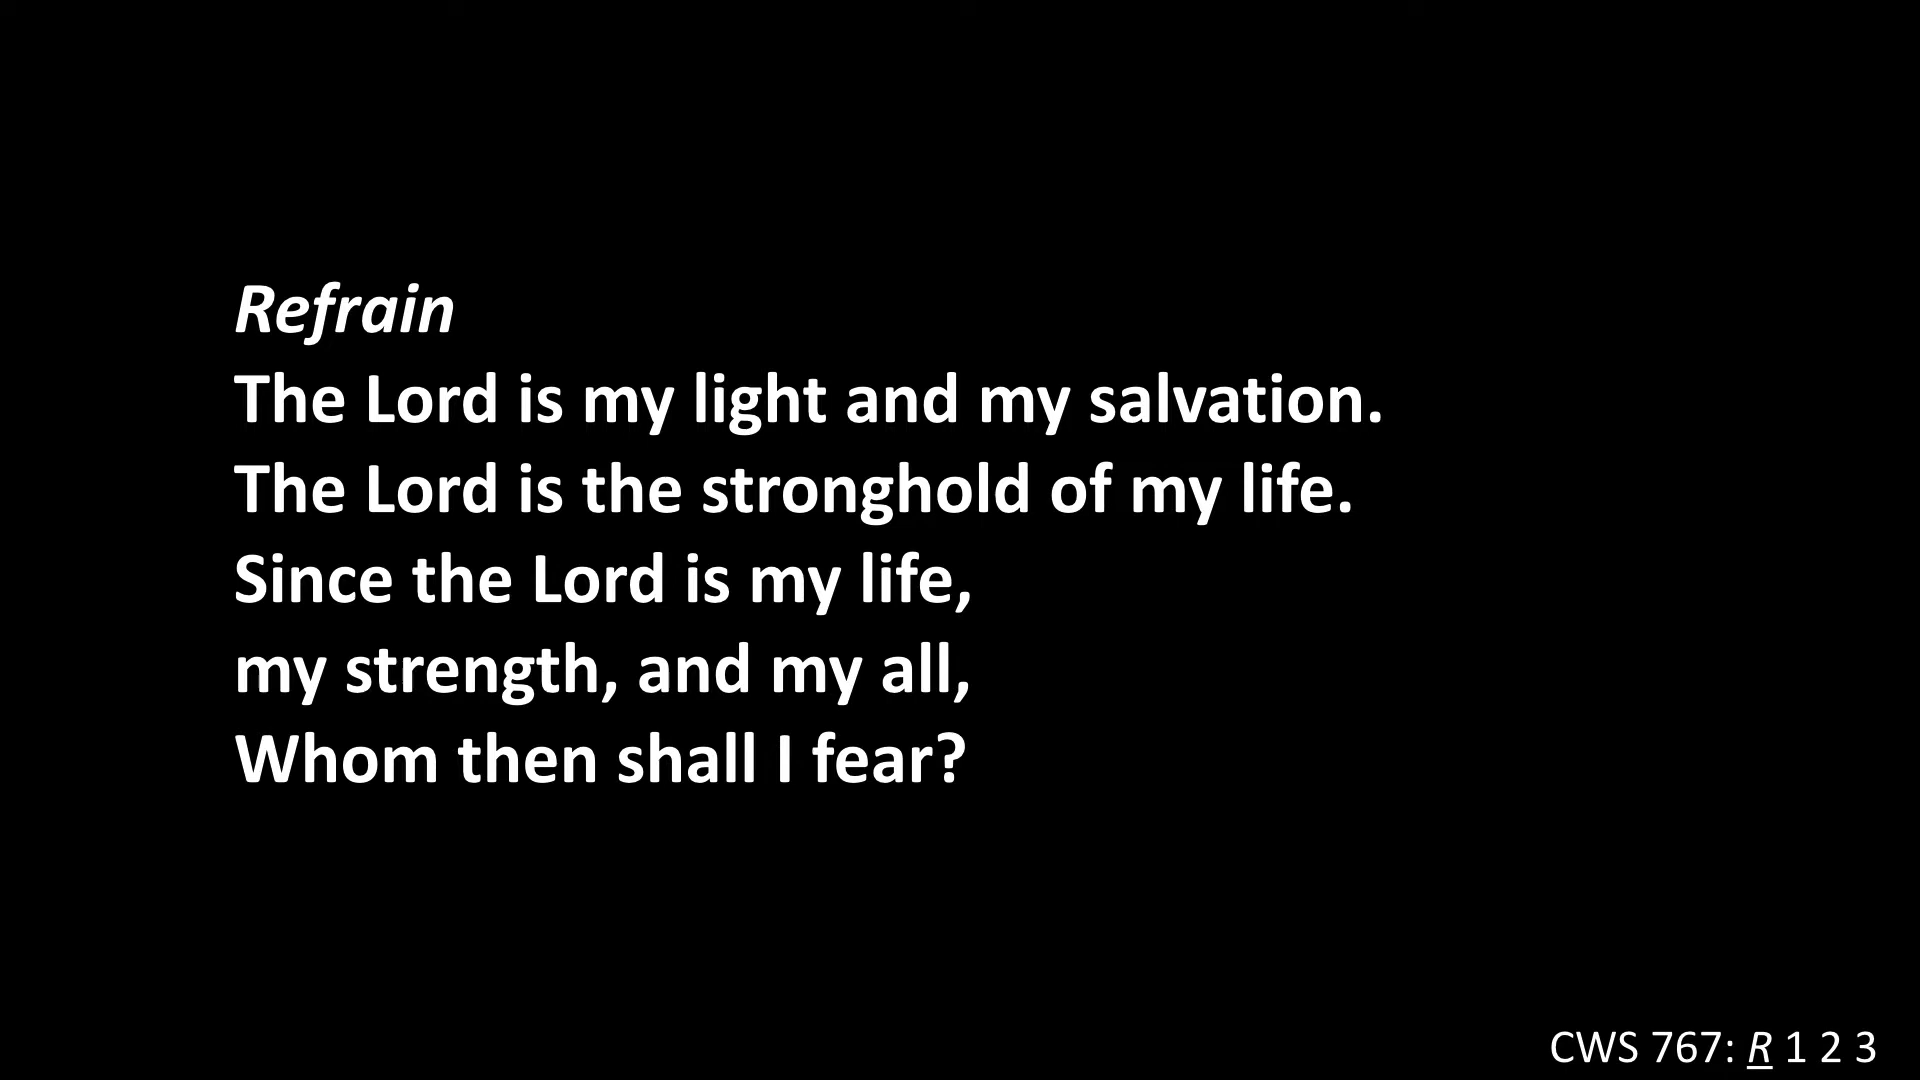 Refrain
The Lord is my light and my salvation.
The Lord is the stronghold of my life.
Since the Lord is my life,
my strength, and my all,
Whom then shall I fear?
CWS 767: R 1 2 3